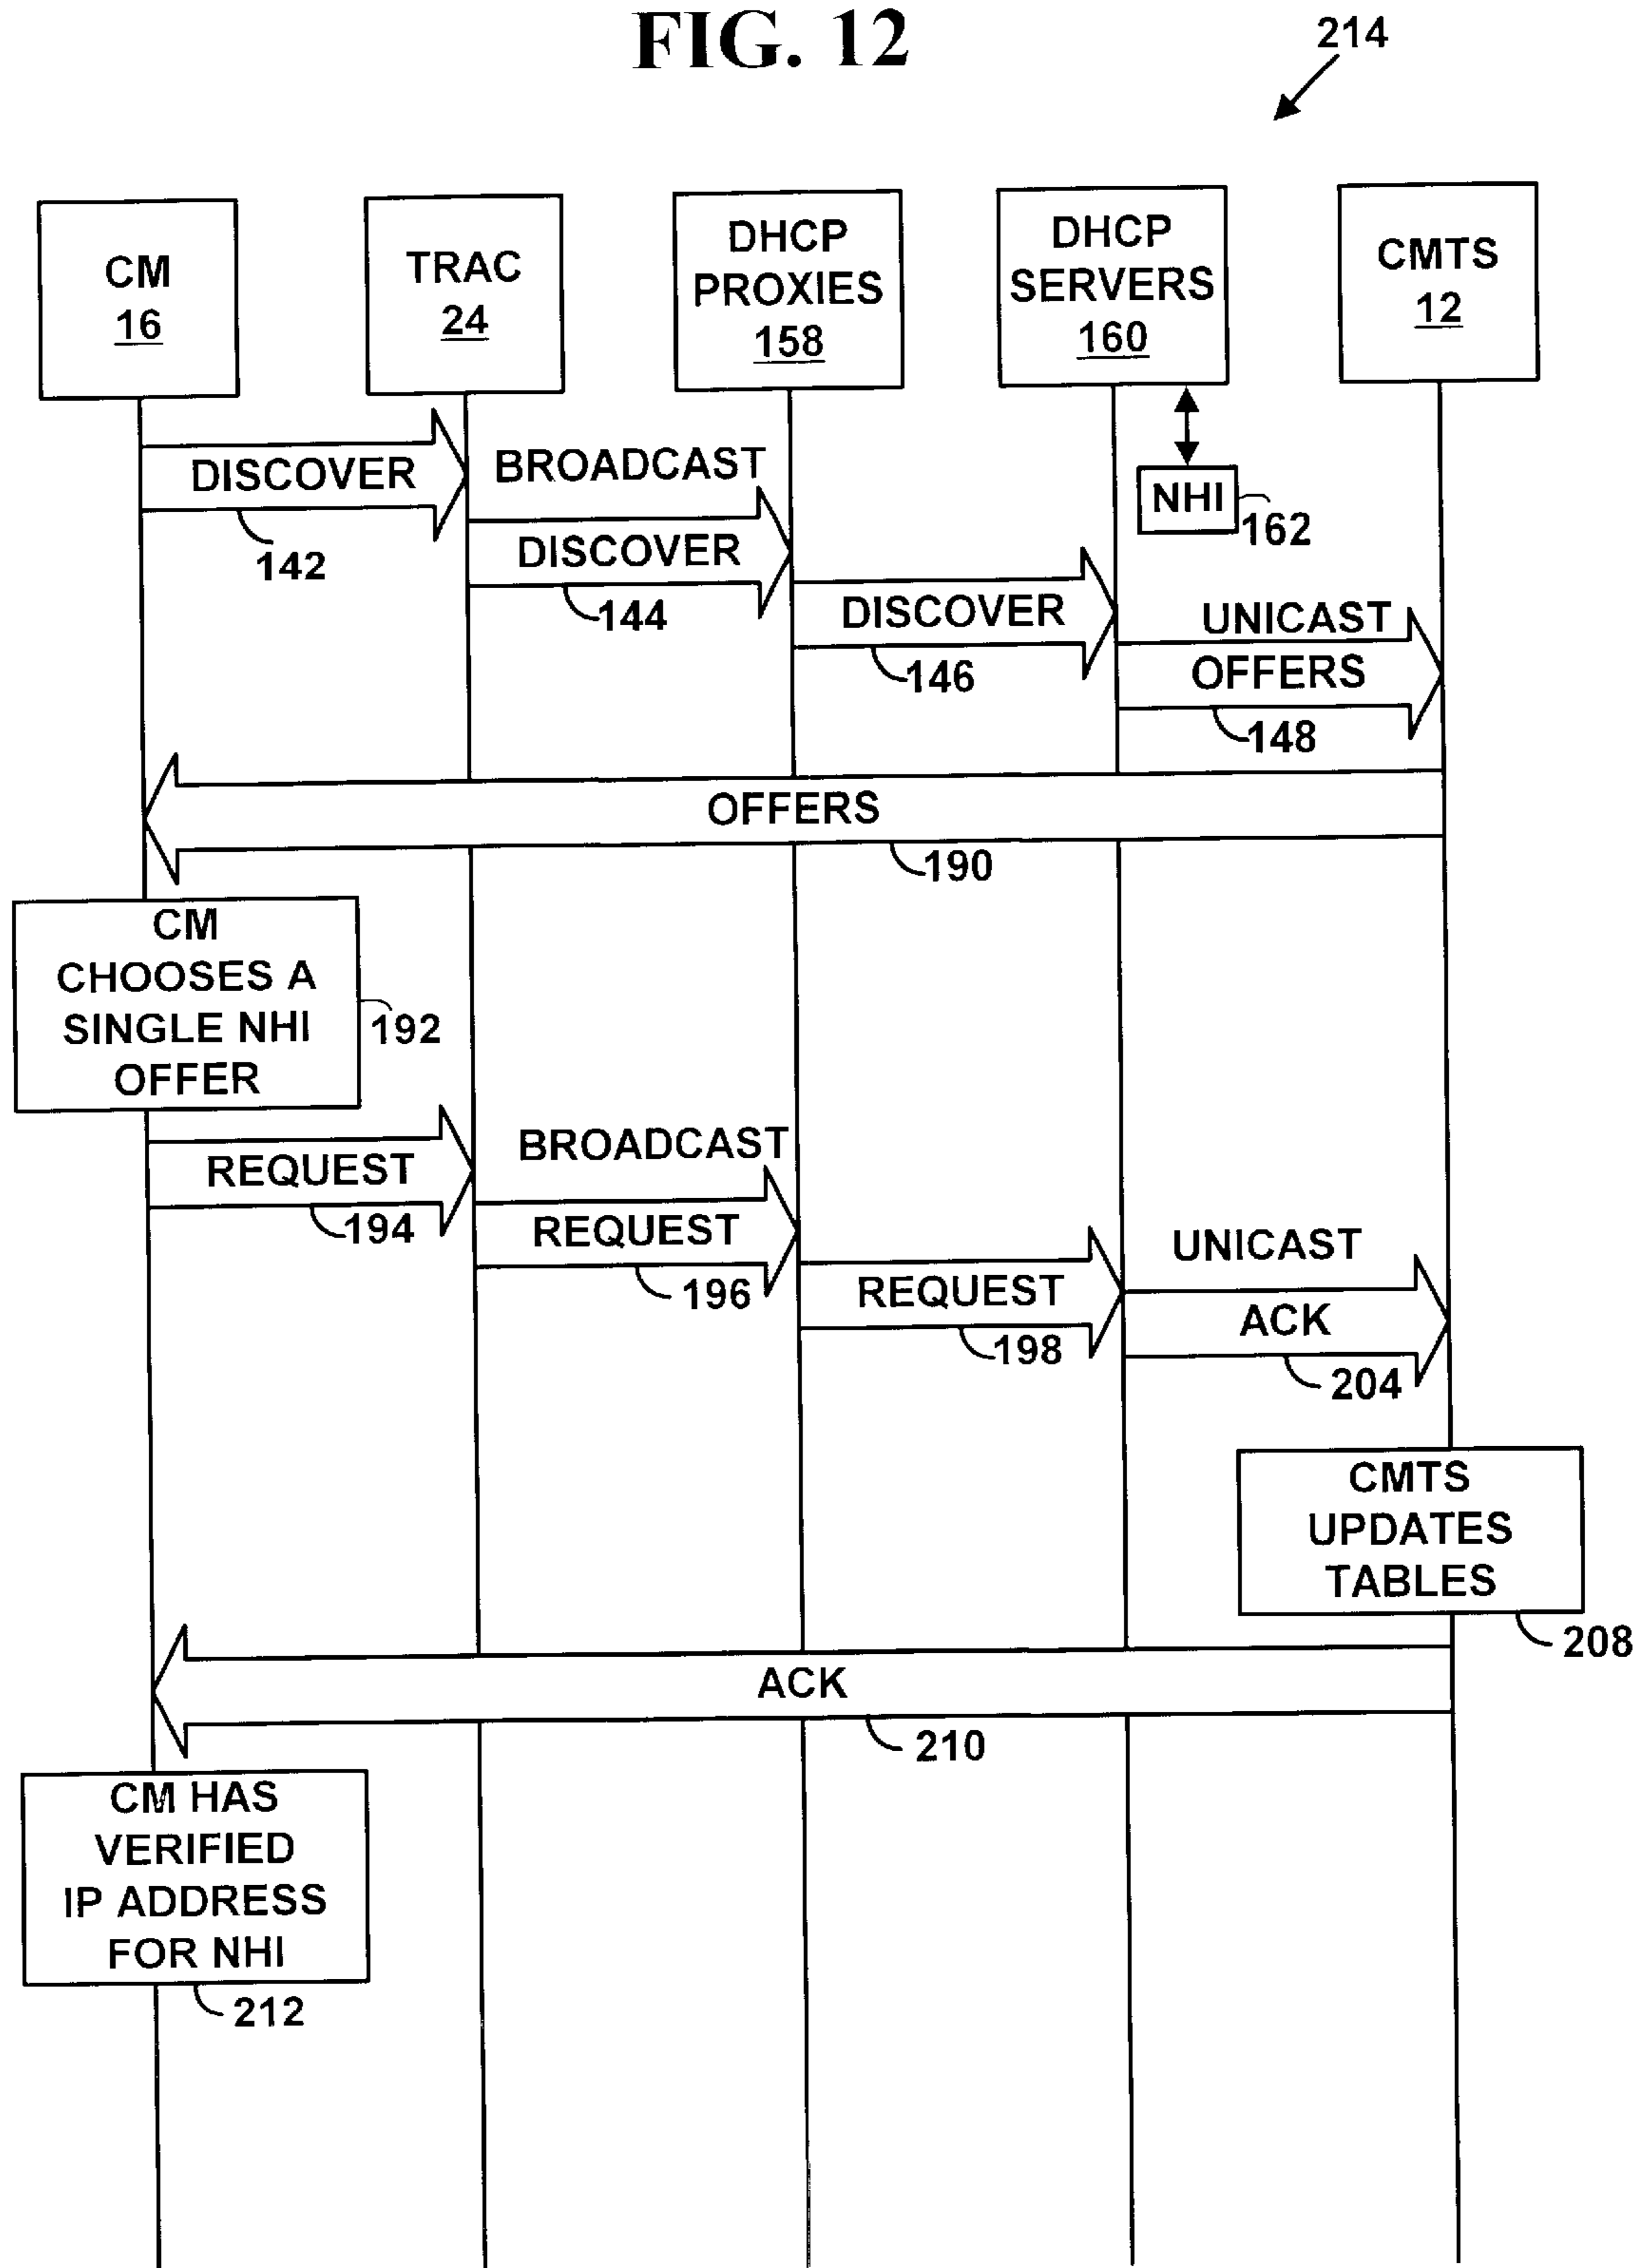 FIG. 12
214
CM
16
TRAC
24
DHCP
PROXIES
158
DHCP
SERVERS
160
CMTS
12
DISCOVER
142
BROADCAST
DISCOVER
144
NHI
162
DISCOVER
146
UNICAST
OFFERS
148
OFFERS
190
CM
CHOOSES A
SINGLE NHI
OFFER
192
REQUEST
194
BROADCAST
REQUEST
196
REQUEST
198
UNICAST
ACK
204
CMTS
UPDATES
TABLES
208
ACK
210
CM HAS
VERIFIED
IP ADDRESS
FOR NHI
212